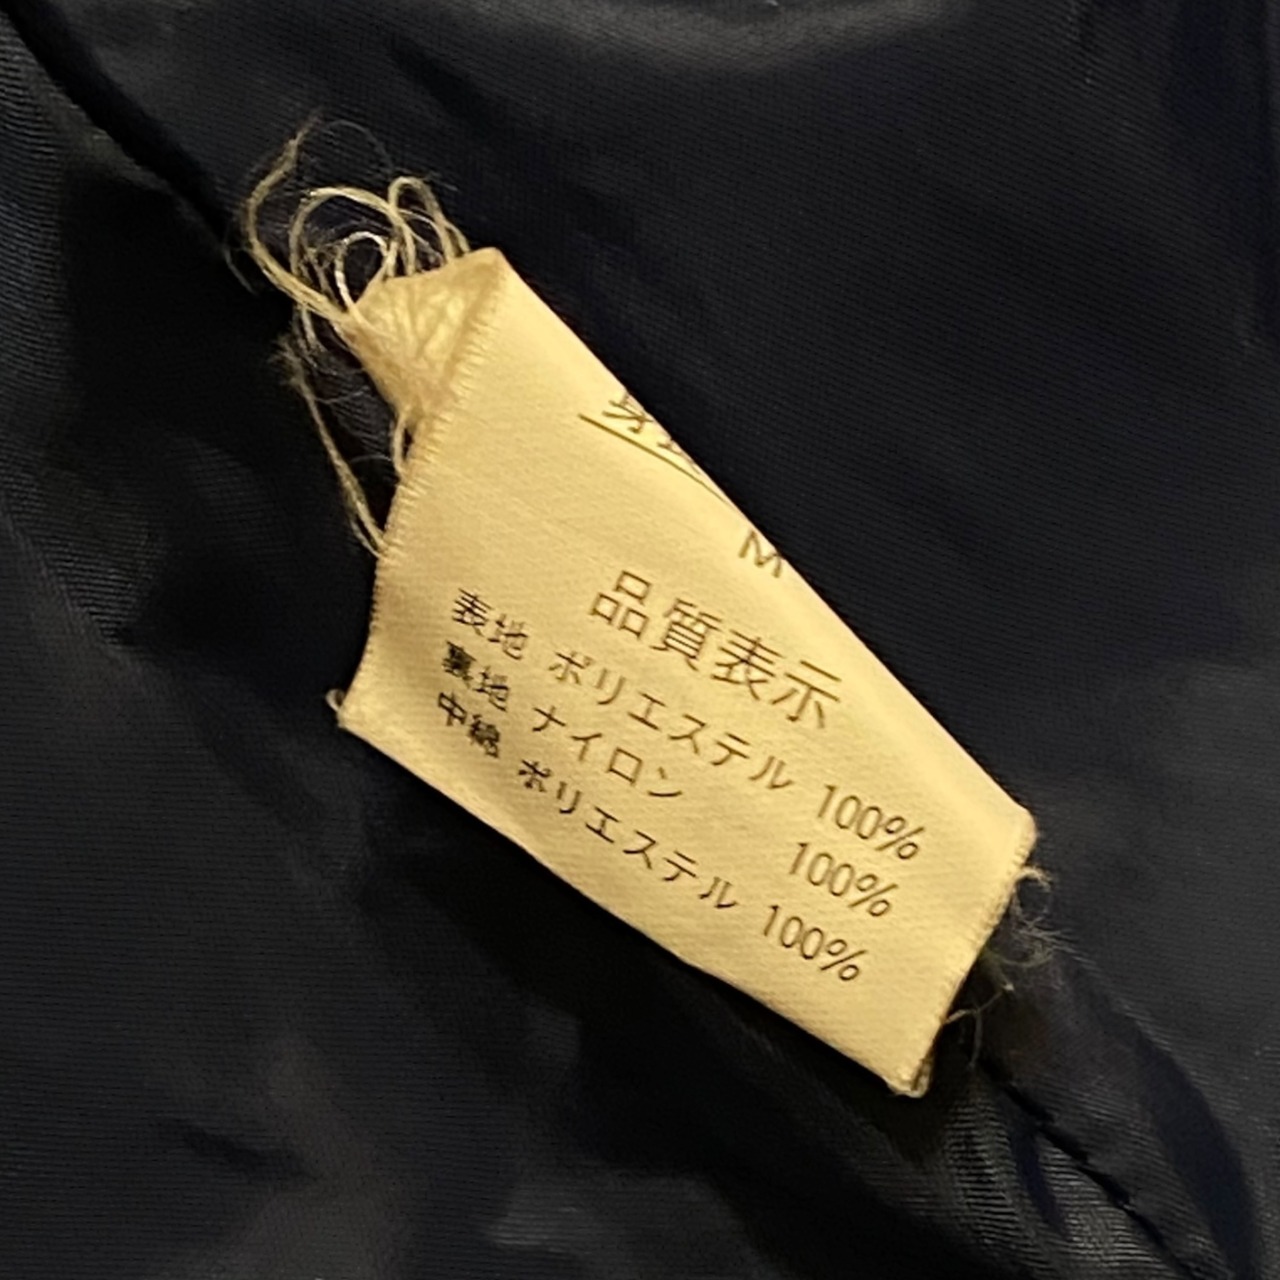 身
M
品質表示
表地 ポリエステル 100%
裏地 ナイロン 100%
中綿 ポリエステル 100%